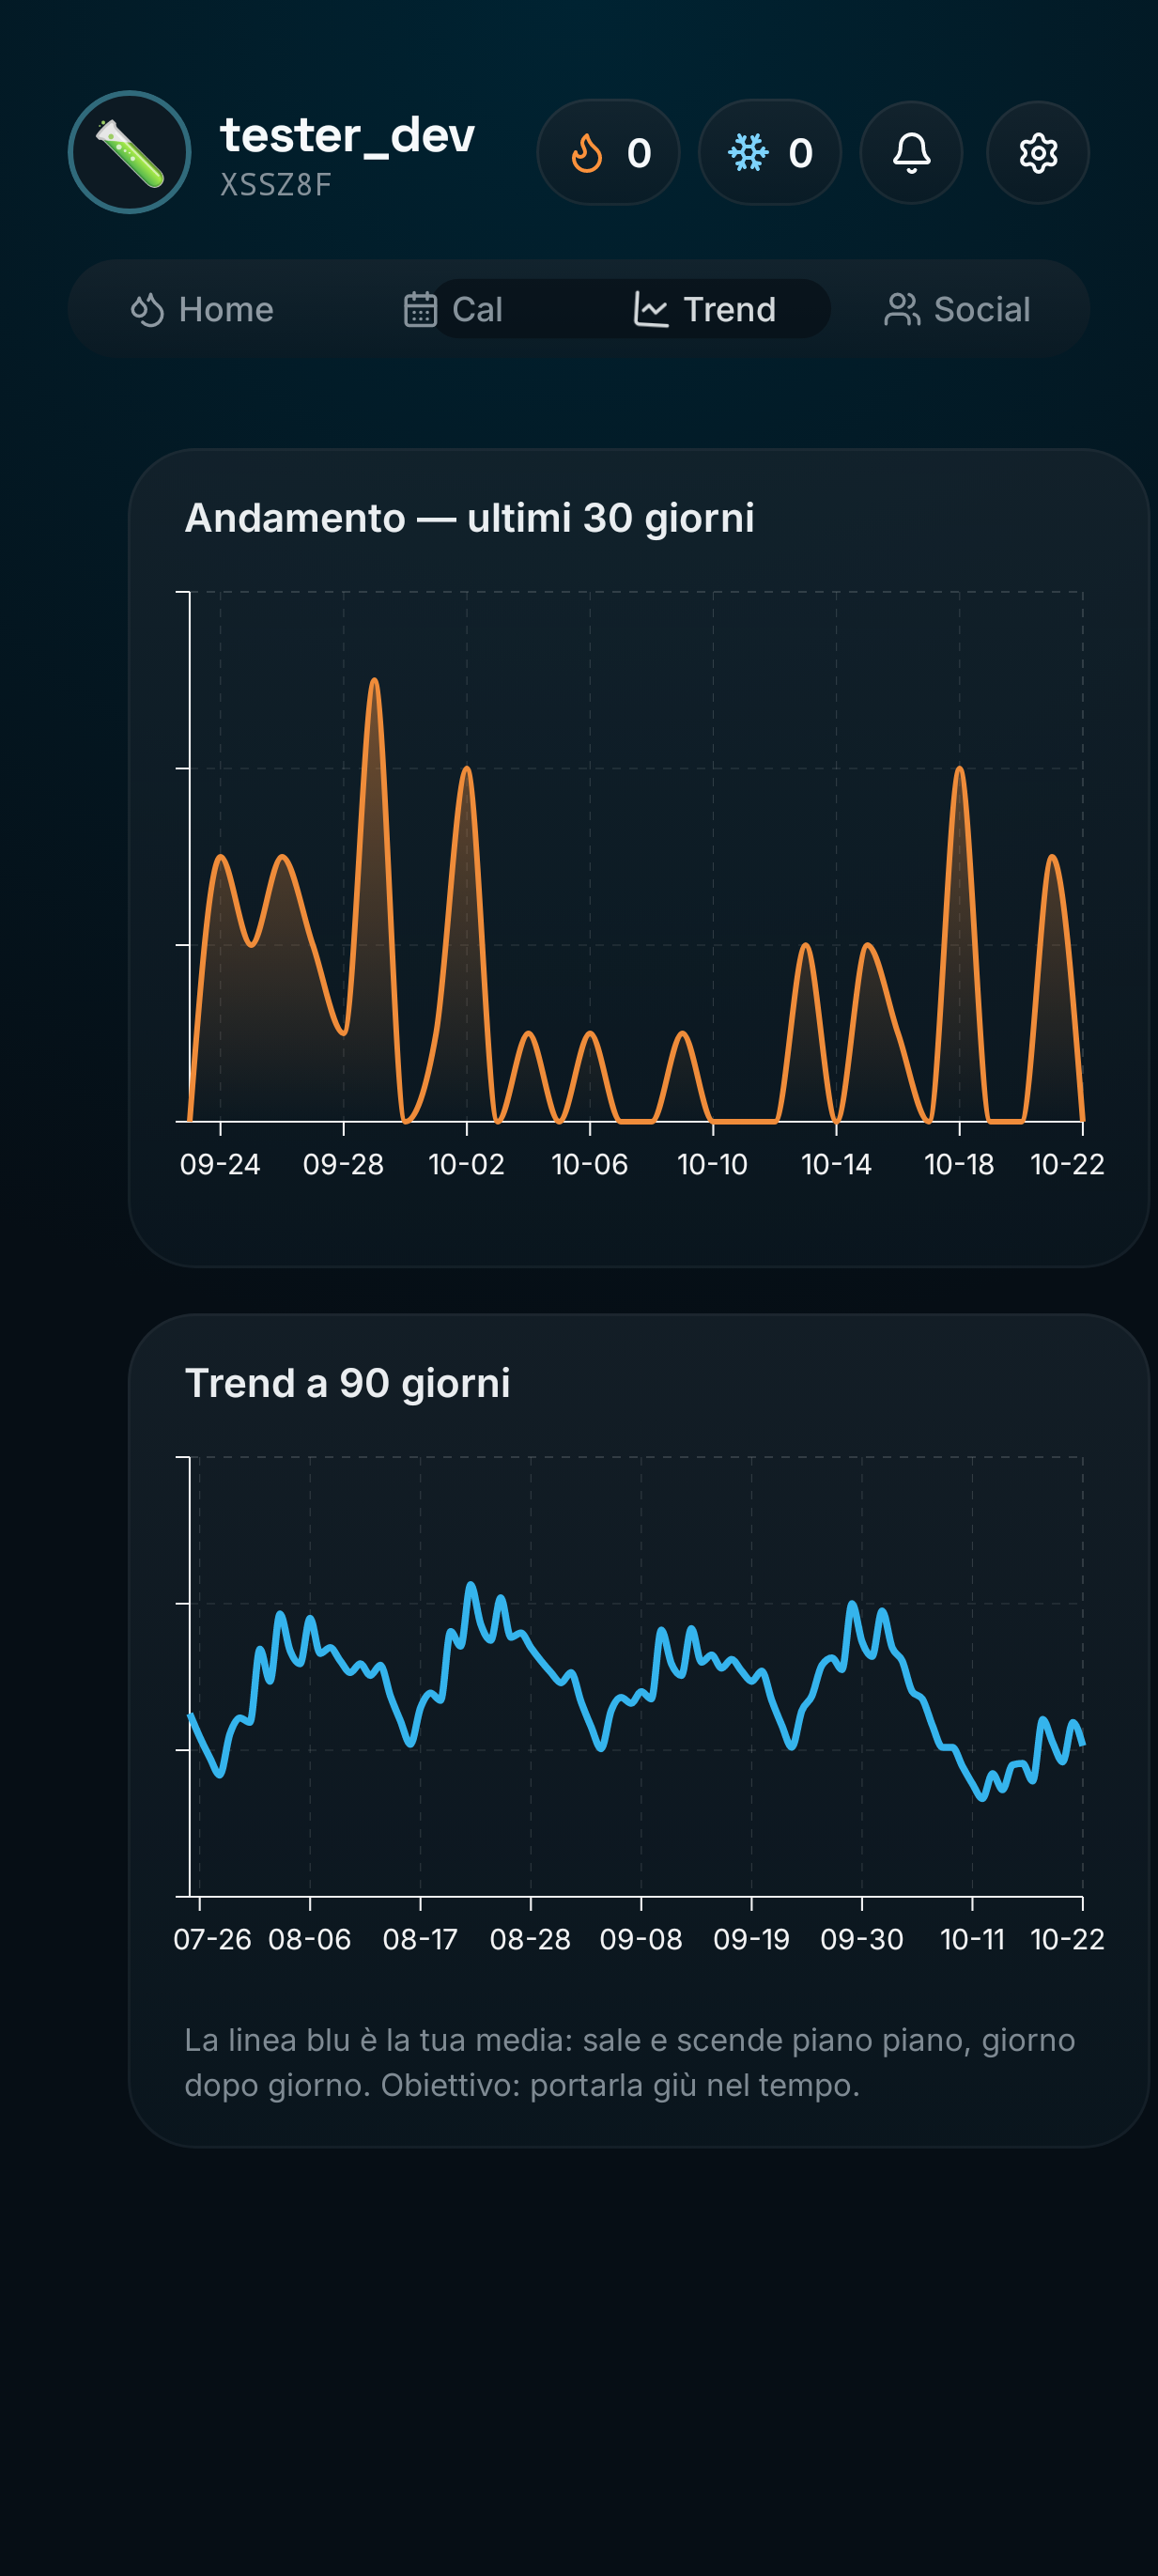 tester_dev
XSSZ8F
0
0
Home
Cal
Trend
Social
Andamento — ultimi 30 giorni
09-24 09-28 10-02 10-06 10-10 10-14 10-18 10-22
Trend a 90 giorni
07-26 08-06 08-17 08-28 09-08 09-19 09-30 10-11 10-22
La linea blu è la tua media: sale e scende piano piano, giorno
dopo giorno. Obiettivo: portarla giù nel tempo.